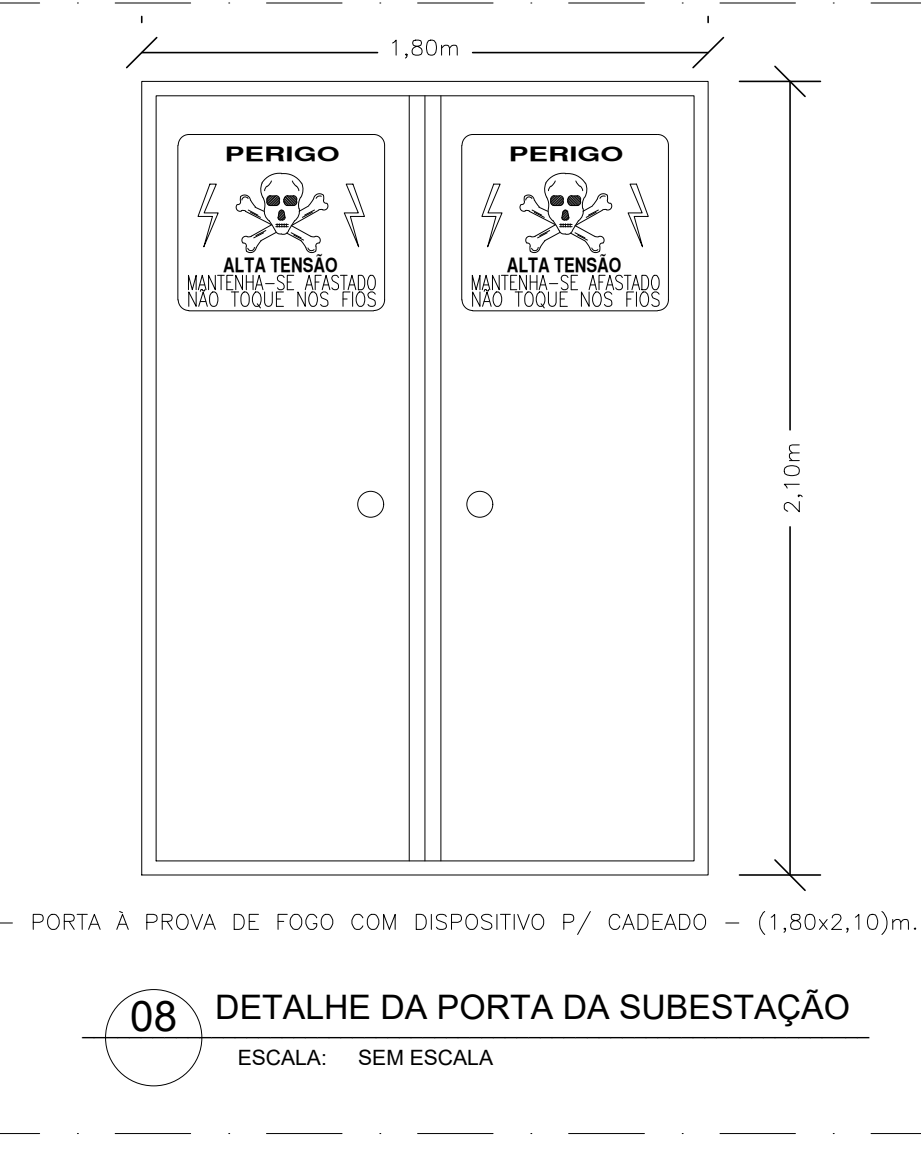 1,80m
PERIGO
ALTA TENSÃO
MANTENHA-SE AFASTADO
NÃO TOQUE NOS FIOS
PERIGO
ALTA TENSÃO
MANTENHA-SE AFASTADO
NÃO TOQUE NOS FIOS
2,10m
– PORTA À PROVA DE FOGO COM DISPOSITIVO P/ CADEADO – (1,80x2,10)m.
08 DETALHE DA PORTA DA SUBESTAÇÃO
ESCALA: SEM ESCALA